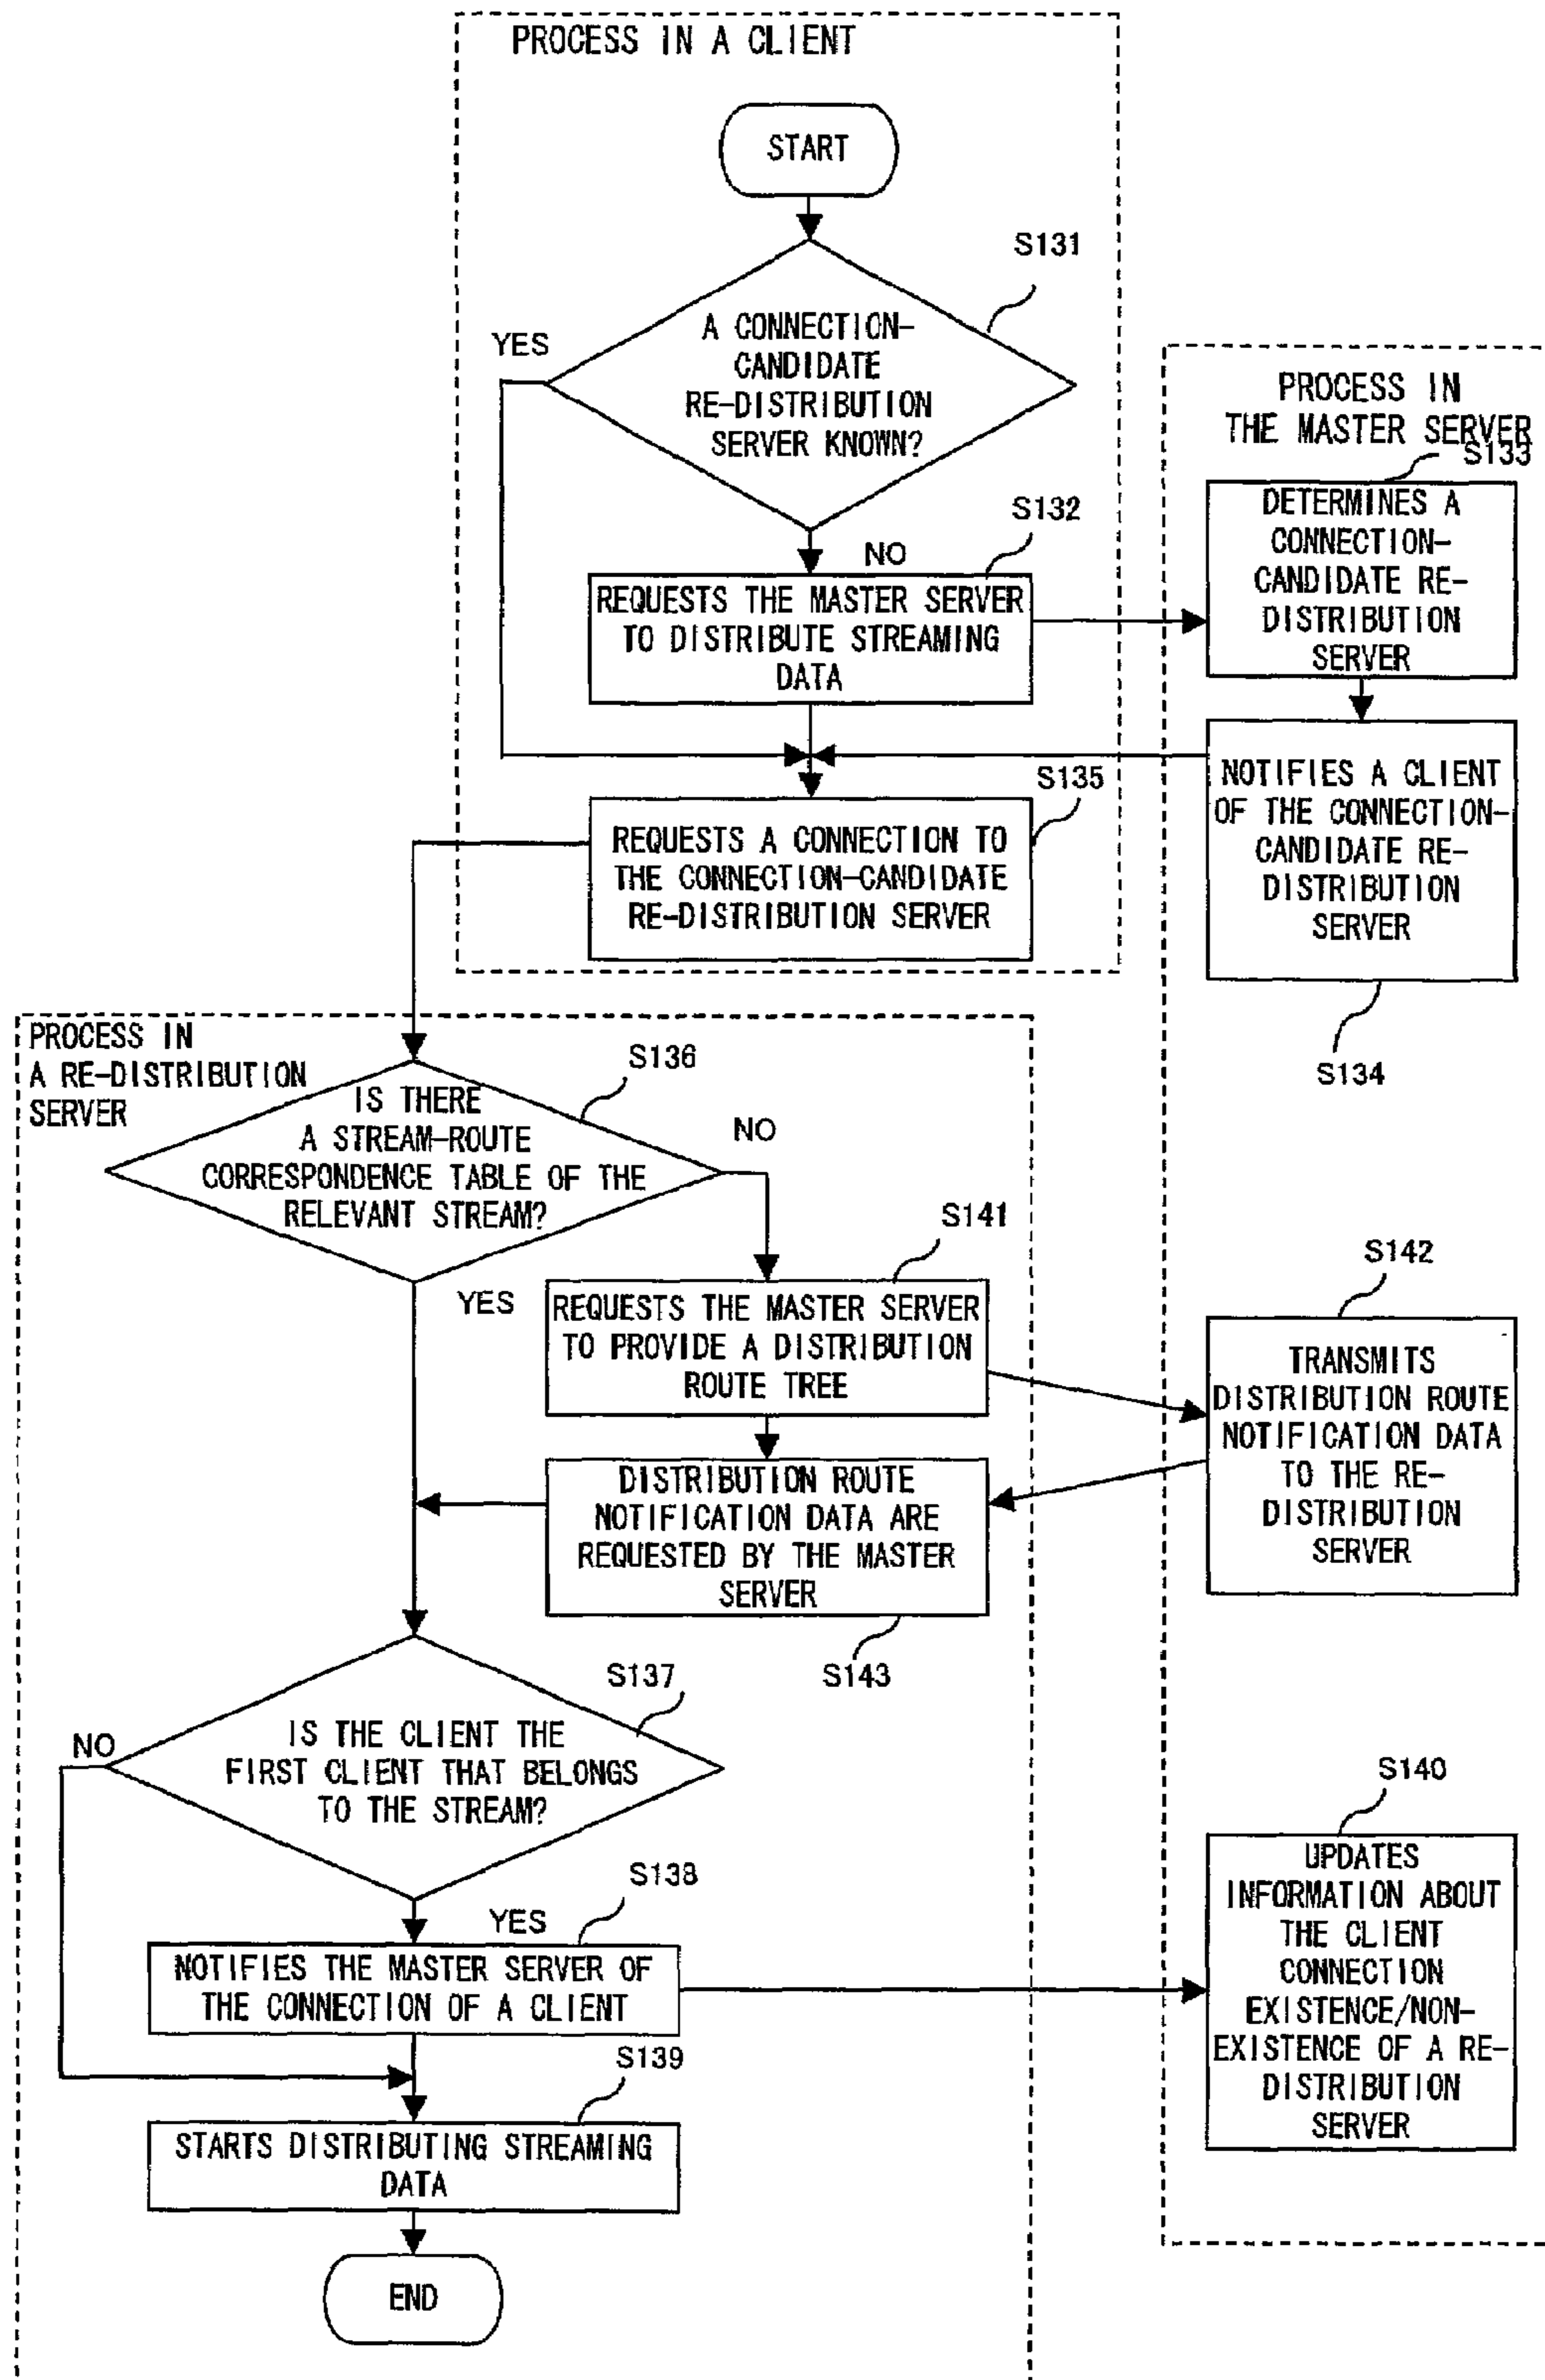 PROCESS IN A CLIENT
START
S131
A CONNECTION-
CANDIDATE
RE-DISTRIBUTION
SERVER KNOWN?
YES
NO
S132
REQUESTS THE MASTER SERVER
TO DISTRIBUTE STREAMING
DATA
PROCESS IN
THE MASTER SERVER
S133
DETERMINES A
CONNECTION-
CANDIDATE RE-
DISTRIBUTION
SERVER
NOTIFIES A CLIENT
OF THE CONNECTION-
CANDIDATE RE-
DISTRIBUTION
SERVER
S134
S135
REQUESTS A CONNECTION TO
THE CONNECTION-CANDIDATE
RE-DISTRIBUTION SERVER
PROCESS IN
A RE-DISTRIBUTION
SERVER
S136
IS THERE
A STREAM-ROUTE
CORRESPONDENCE TABLE OF THE
RELEVANT STREAM?
NO
YES
S141
REQUESTS THE MASTER SERVER
TO PROVIDE A DISTRIBUTION
ROUTE TREE
S142
TRANSMITS
DISTRIBUTION ROUTE
NOTIFICATION DATA
TO THE RE-
DISTRIBUTION
SERVER
DISTRIBUTION ROUTE
NOTIFICATION DATA ARE
REQUESTED BY THE MASTER
SERVER
S143
S137
IS THE CLIENT THE
FIRST CLIENT THAT BELONGS
TO THE STREAM?
NO
YES
S138
NOTIFIES THE MASTER SERVER OF
THE CONNECTION OF A CLIENT
S140
UPDATES
INFORMATION ABOUT
THE CLIENT
CONNECTION
EXISTENCE/NON-
EXISTENCE OF A RE-
DISTRIBUTION
SERVER
S139
STARTS DISTRIBUTING STREAMING
DATA
END